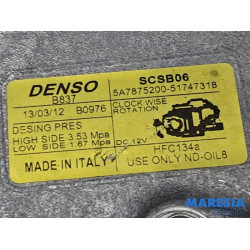 DENSO
SCSB06
B837
5A7875200-51747318
13/03/12 B0976
CLOCK WISE
ROTATION
DESING PRES
HIGH SIDE 3.53 Mpa
LOW SIDE 1.67 Mpa
DC.12V
HFC134a
MADE IN ITALY
USE ONLY ND-OIL8
MARESIA